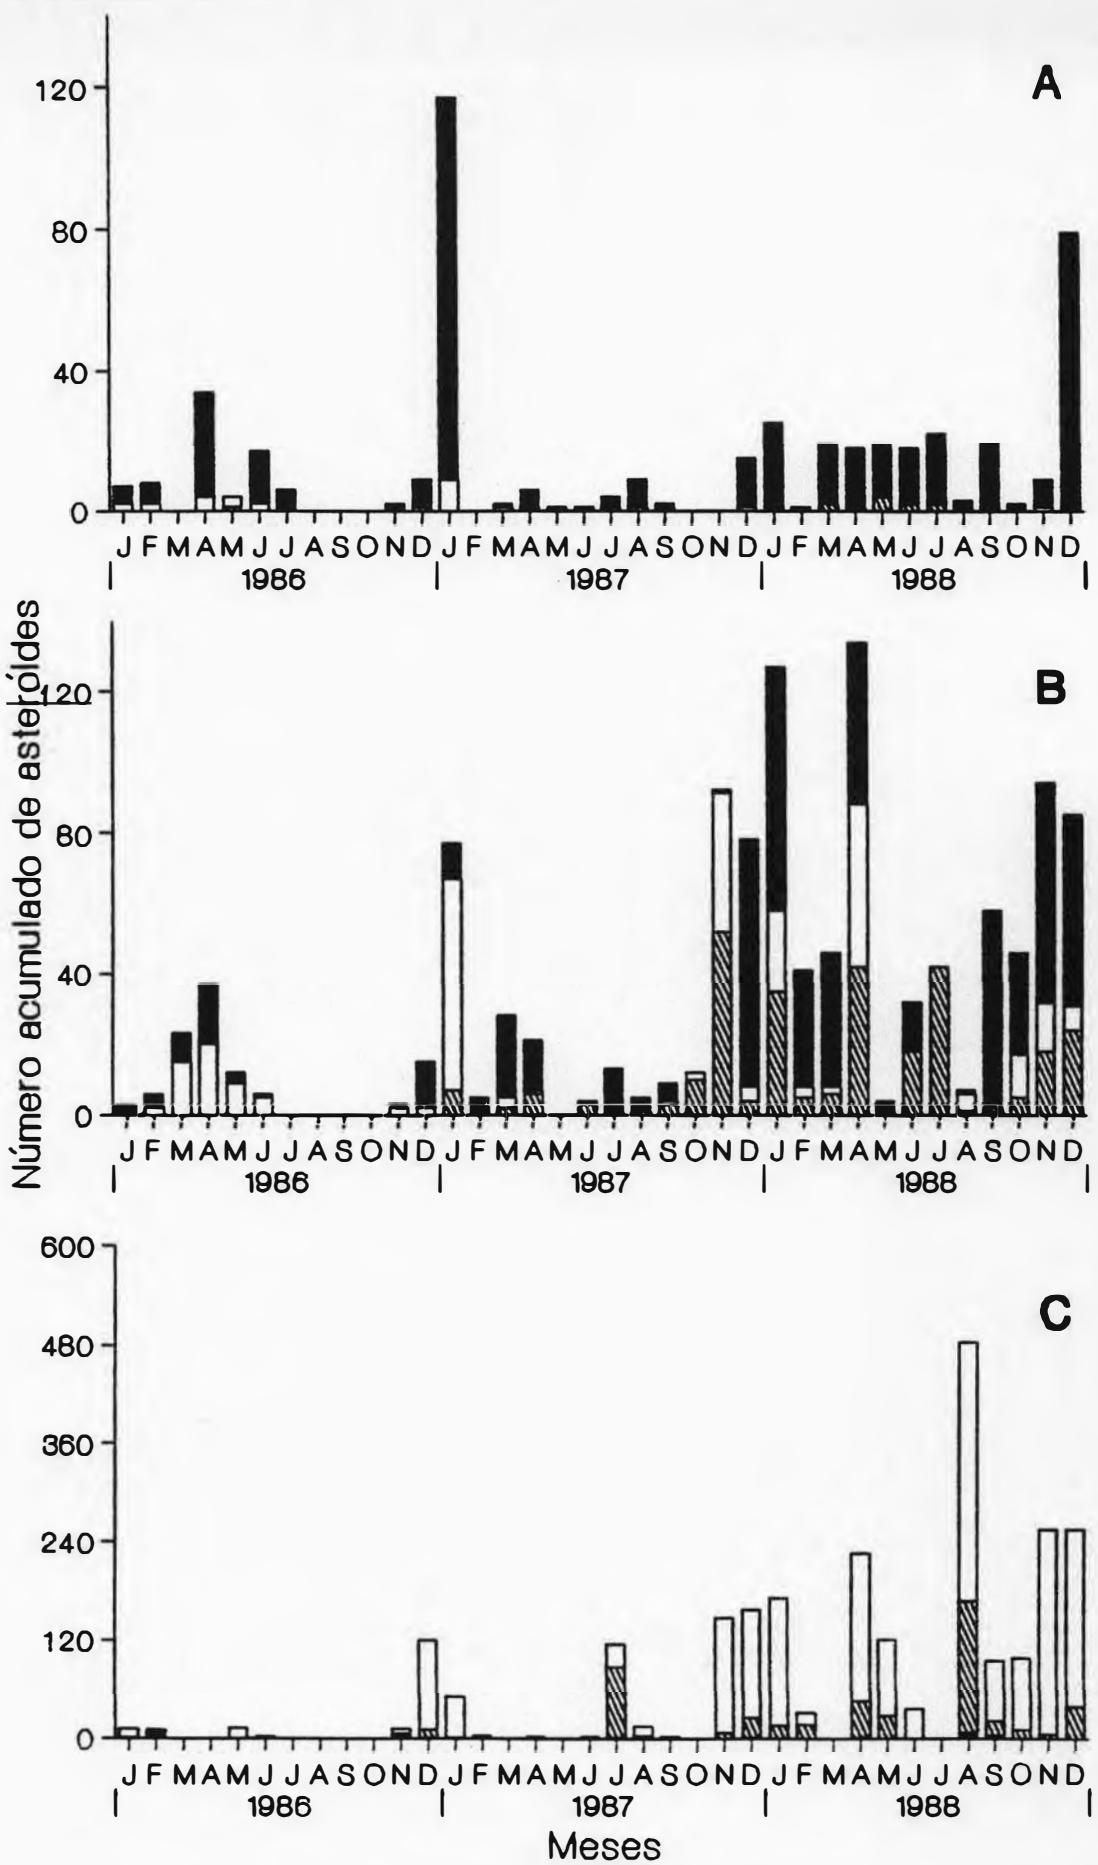 Número acumulado de asteróides
A
120
80
40
0
J F M A M J J A S O N D J F M A M J J A S O N D J F M A M J J A S O N D
1986 1987 1988
B
120
80
40
0
J F M A M J J A S O N D J F M A M J J A S O N D J F M A M J J A S O N D
1986 1987 1988
C
600
480
360
240
120
0
J F M A M J J A S O N D J F M A M J J A S O N D J F M A M J J A S O N D
1986 1987 1988
Meses